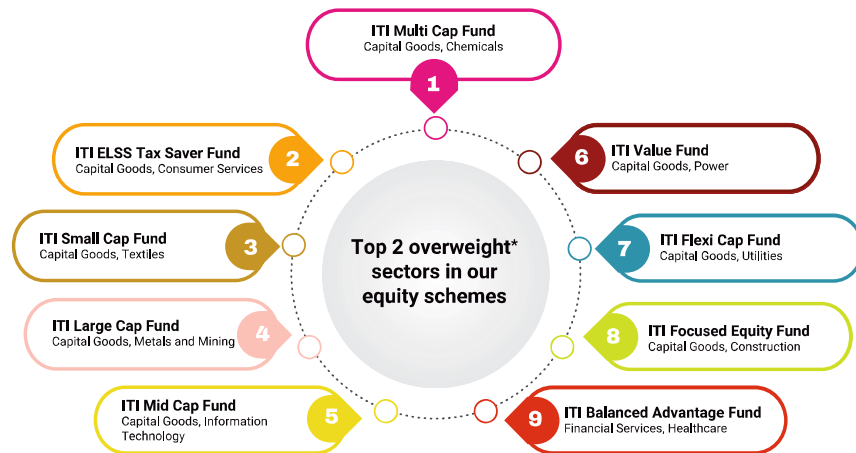 ITI Multi Cap Fund
Capital Goods, Chemicals
1
ITI ELSS Tax Saver Fund
Capital Goods, Consumer Services
2
ITI Small Cap Fund
Capital Goods, Textiles
3
ITI Large Cap Fund
Capital Goods, Metals and Mining
4
ITI Mid Cap Fund
Capital Goods, Information
Technology
5
Top 2 overweight*
sectors in our
equity schemes
6
ITI Value Fund
Capital Goods, Power
7
ITI Flexi Cap Fund
Capital Goods, Utilities
8
ITI Focused Equity Fund
Capital Goods, Construction
9
ITI Balanced Advantage Fund
Financial Services, Healthcare